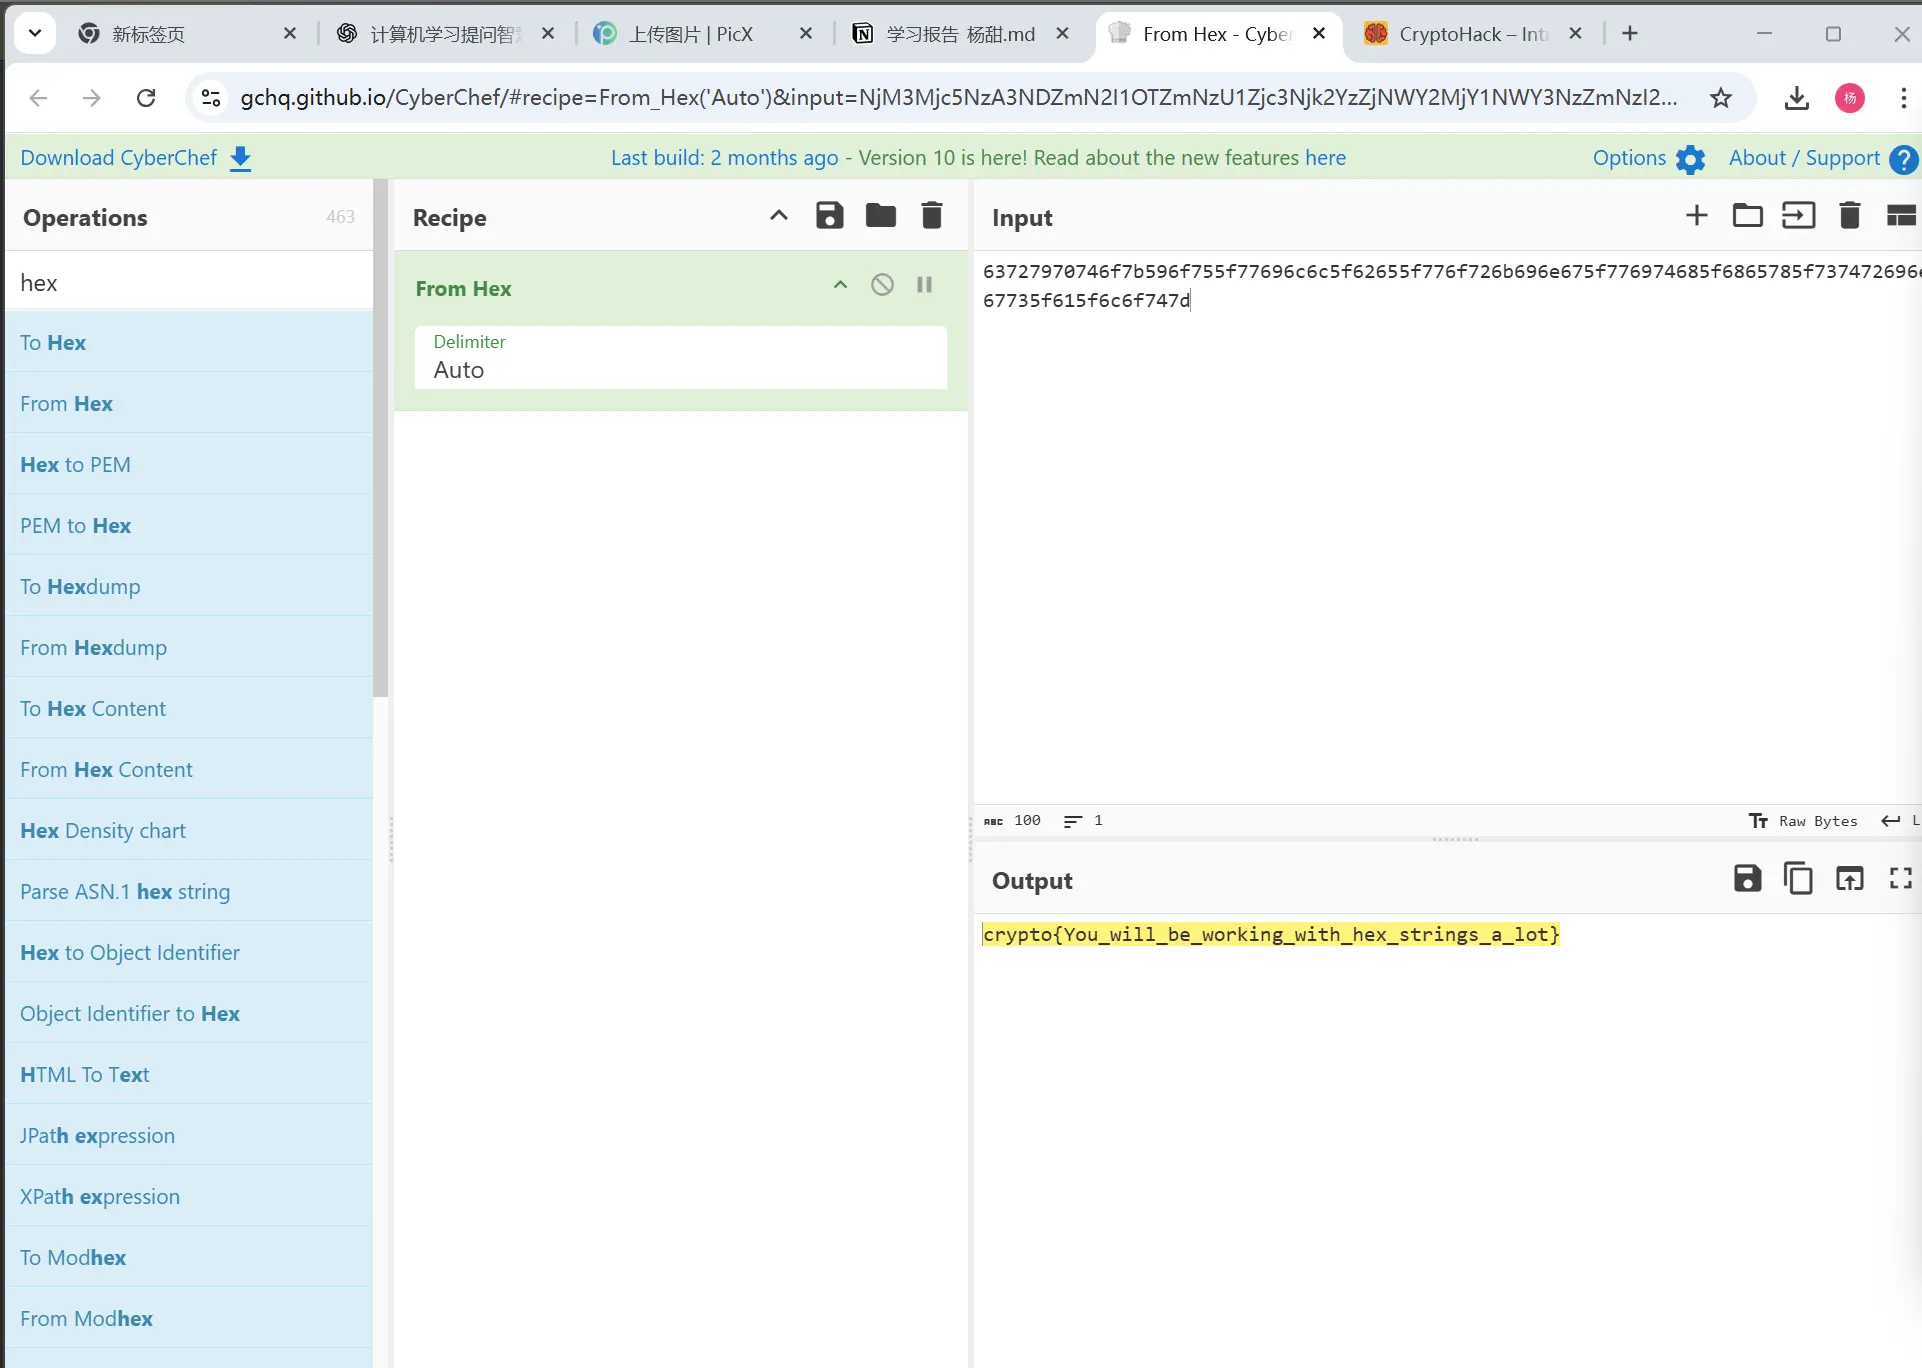 新标签页
计算机学习提问智
上传图片 | PicX
学习报告 杨甜.md
From Hex - Cyber
CryptoHack – Int
gchq.github.io/CyberChef/#recipe=From_Hex('Auto')&input=NjM3Mjc5NzA3NDZmN2I1OTZmNzU1Zjc3Njk2YzZjNWY2MjY1NWY3NzZmNzI2...
杨
Download CyberChef
Last build: 2 months ago - Version 10 is here! Read about the new features here
Options
About / Support
Operations
463
hex
To Hex
From Hex
Hex to PEM
PEM to Hex
To Hexdump
From Hexdump
To Hex Content
From Hex Content
Hex Density chart
Parse ASN.1 hex string
Hex to Object Identifier
Object Identifier to Hex
HTML To Text
JPath expression
XPath expression
To Modhex
From Modhex
Recipe
From Hex
Delimiter
Auto
Input
63727970746f7b596f755f77696c6c5f62655f776f726b696e675f776974685f6865785f737472696e
67735f615f6c6f747d
ABC 100
1
Tт Raw Bytes
L
Output
crypto{You_will_be_working_with_hex_strings_a_lot}